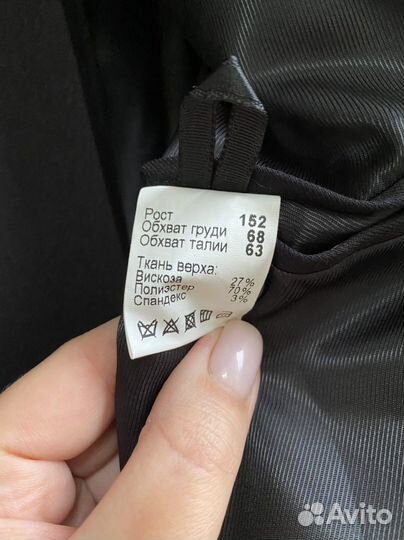 Рост 152
Обхват груди 68
Обхват талии 63
Ткань верха:
Вискоза 27%
Полиэстер 70%
Спандекс 3%
Avito